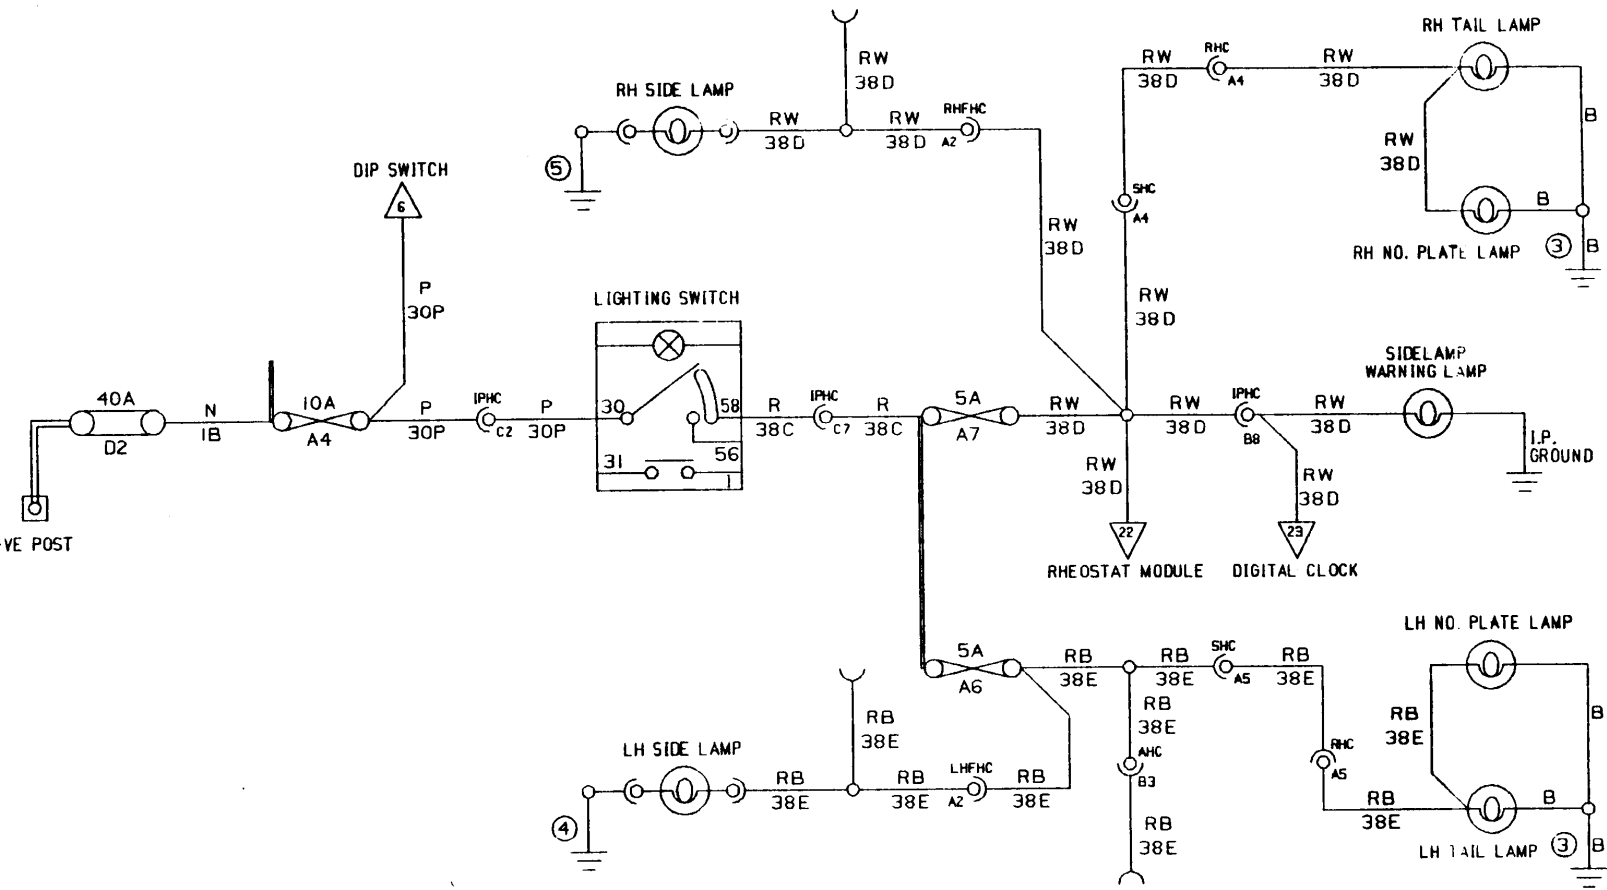 RH TAIL LAMP
RW
38D
RHC
A4
RW
38D
RW
38D
RH SIDE LAMP
RW
38D
RW
38D
RHFHC
A2
B
RW
38D
5
DIP SWITCH
6
SHC
A4
B
RH NO. PLATE LAMP
3
B
RW
38D
P
30P
LIGHTING SWITCH
RW
38D
SIDELAMP
WARNING LAMP
40A
D2
N
1B
10A
A4
P
30P
IPHC
C2
P
30P
30
58
56
31
1
R
38C
IPHC
C7
R
38C
5A
A7
RW
38D
RW
38D
IPHC
B8
RW
38D
I.P.
GROUND
RW
38D
RW
38D
22
23
-VE POST
RHEOSTAT MODULE
DIGITAL CLOCK
LH NO. PLATE LAMP
5A
A6
RB
38E
RB
38E
SHC
A5
RB
38E
RB
38E
RB
38E
RB
38E
B
LH SIDE LAMP
AHC
B3
RHC
A5
RB
38E
RB
38E
LHFHC
A2
RB
38E
RB
38E
B
4
RB
38E
LH TAIL LAMP
3
B